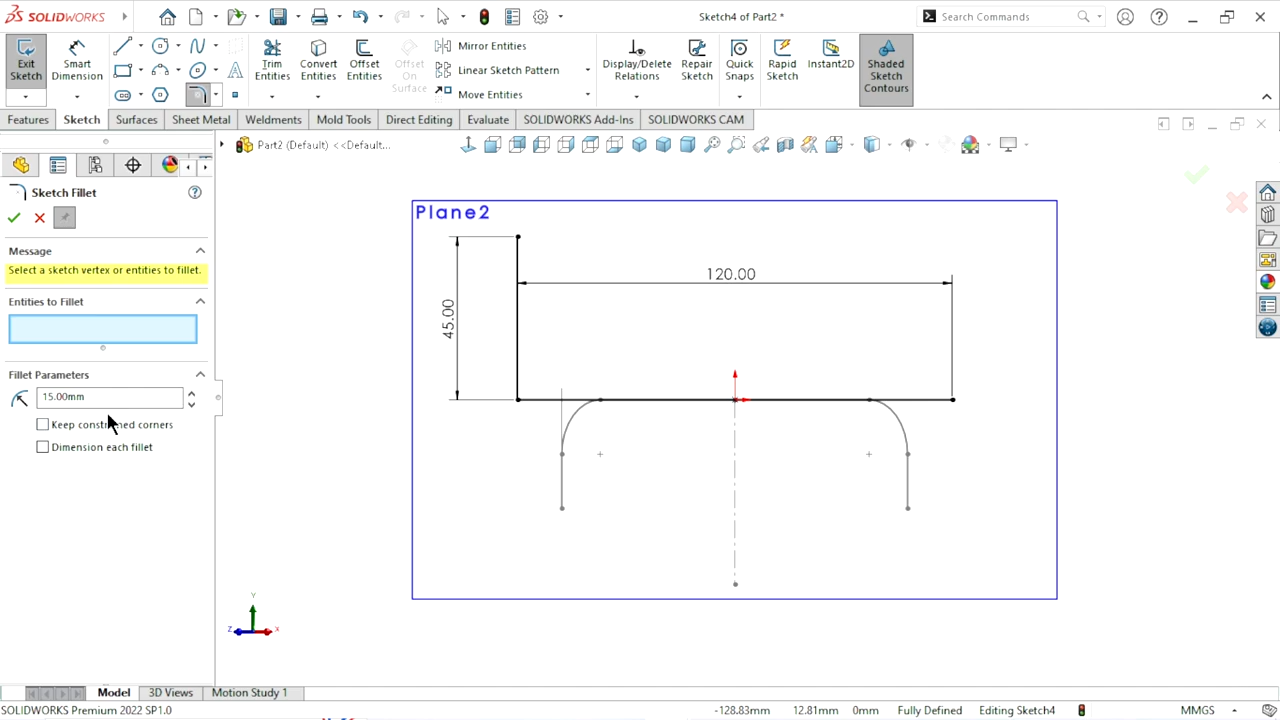 SOLIDWORKS
Sketch4 of Part2 *
Search Commands
Exit Sketch
Smart Dimension
Trim Entities
Convert Entities
Offset Entities
Offset On Surface
Mirror Entities
Linear Sketch Pattern
Move Entities
Display/Delete Relations
Repair Sketch
Quick Snaps
Rapid Sketch
Instant2D
Shaded Sketch Contours
Features
Sketch
Surfaces
Sheet Metal
Weldments
Mold Tools
Direct Editing
Evaluate
SOLIDWORKS Add-Ins
SOLIDWORKS CAM
Part2 (Default) <<Default...
Sketch Fillet
Message
Select a sketch vertex or entities to fillet.
Entities to Fillet
Fillet Parameters
15.00mm
Keep constrained corners
Dimension each fillet
Plane2
120.00
45.00
Y
Z
X
Model
3D Views
Motion Study 1
SOLIDWORKS Premium 2022 SP1.0
-128.83mm
12.81mm
0mm
Fully Defined
Editing Sketch4
MMGS